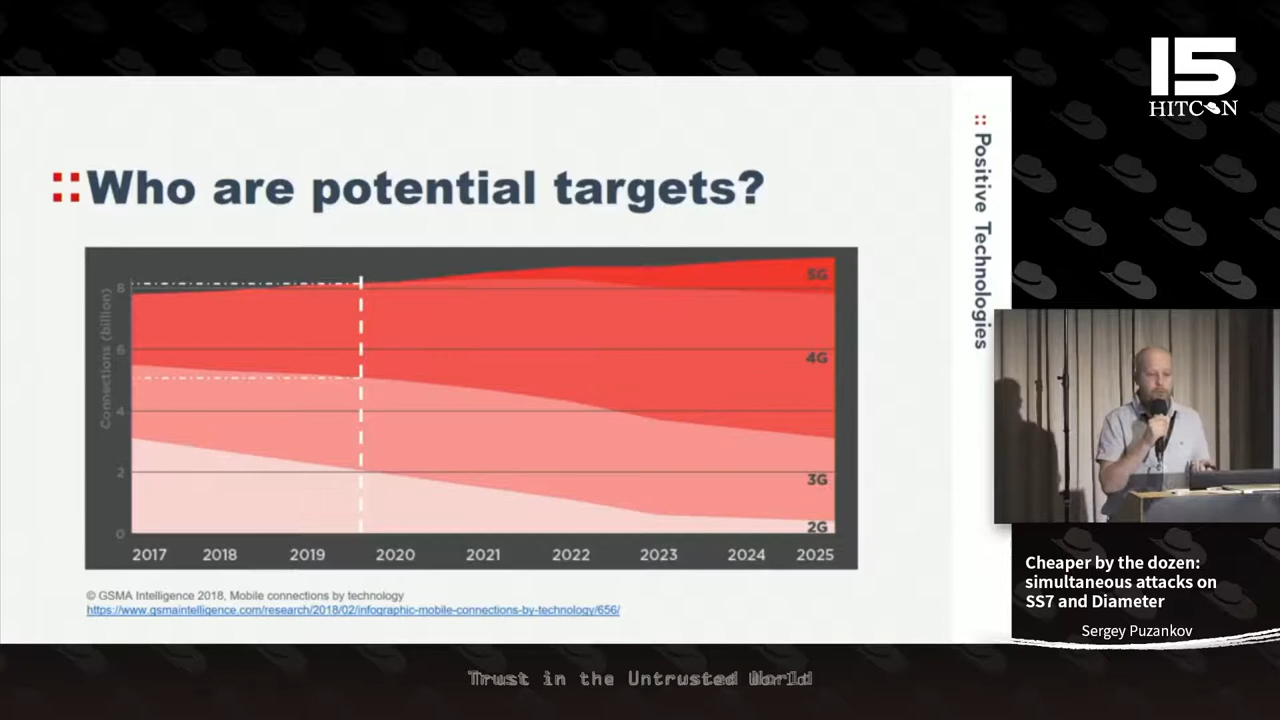 15
HITCON
Positive Technologies
Who are potential targets?
Connections (billion)
8
6
4
2
0
5G
4G
3G
2G
2017 2018 2019 2020 2021 2022 2023 2024 2025
© GSMA Intelligence 2018, Mobile connections by technology
https://www.gsmaintelligence.com/research/2018/02/infographic-mobile-connections-by-technology/656/
Cheaper by the dozen:
simultaneous attacks on
SS7 and Diameter
Sergey Puzankov
Trust in the Untrusted World